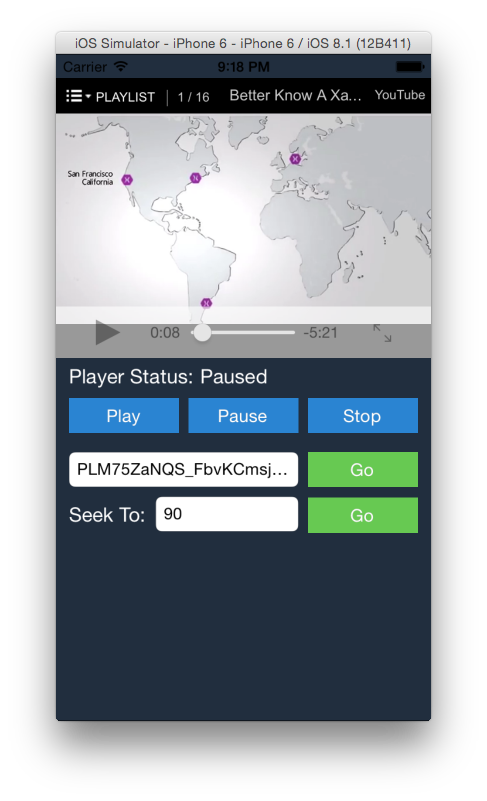 iOS Simulator - iPhone 6 - iPhone 6 / iOS 8.1 (12B411)
Carrier 9:18 PM
PLAYLIST 1 / 16 Better Know A Xa... YouTube
San Francisco
California
0:08 -5:21
Player Status: Paused
Play Pause Stop
PLM75ZaNQS_FbvKCmsj... Go
Seek To: 90 Go